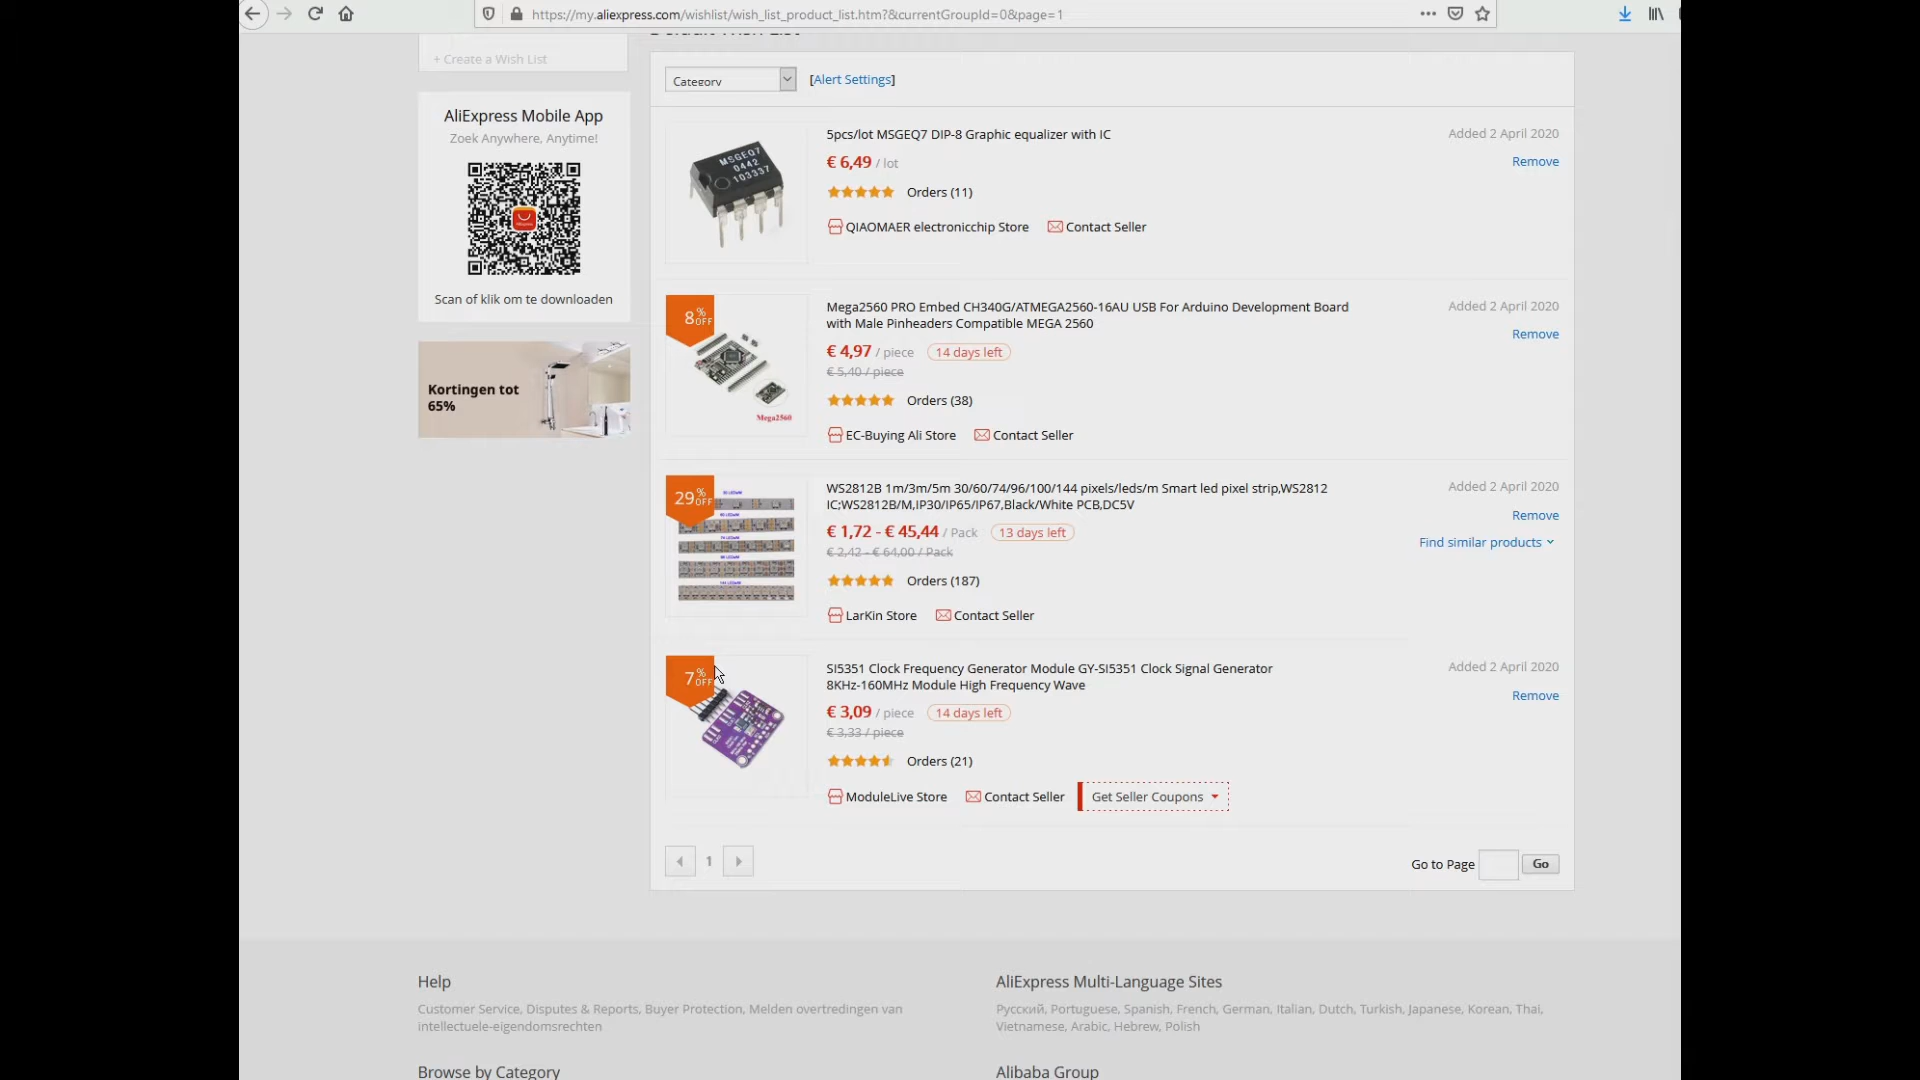 https://my.aliexpress.com/wishlist/wish_list_product_list.htm?&currentGroupId=0&page=1
Default Wish List
+ Create a Wish List
Category
[Alert Settings]
AliExpress Mobile App
Zoek Anywhere, Anytime!
Scan of klik om te downloaden
Kortingen tot
65%
MSGEQ7
0442
103337
5pcs/lot MSGEQ7 DIP-8 Graphic equalizer with IC
€ 6,49 / lot
Orders (11)
QIAOMAER electronicchip Store
Contact Seller
Added 2 April 2020
Remove
8% OFF
Mega2560
Mega2560 PRO Embed CH340G/ATMEGA2560-16AU USB For Arduino Development Board
with Male Pinheaders Compatible MEGA 2560
€ 4,97 / piece 14 days left
€ 5,40 / piece
Orders (38)
EC-Buying Ali Store
Contact Seller
Added 2 April 2020
Remove
29% OFF
WS2812B 1m/3m/5m 30/60/74/96/100/144 pixels/leds/m Smart led pixel strip,WS2812
IC;WS2812B/M,IP30/IP65/IP67,Black/White PCB,DC5V
€ 1,72 - € 45,44 / Pack 13 days left
€ 2,42 - € 64,00 / Pack
Orders (187)
LarKin Store
Contact Seller
Added 2 April 2020
Remove
Find similar products
7% OFF
SI5351 Clock Frequency Generator Module GY-SI5351 Clock Signal Generator
8KHz-160MHz Module High Frequency Wave
€ 3,09 / piece 14 days left
€ 3,33 / piece
Orders (21)
ModuleLive Store
Contact Seller
Get Seller Coupons
Added 2 April 2020
Remove
1
Go to Page
Go
Help
Customer Service, Disputes & Reports, Buyer Protection, Melden overtredingen van
intellectuele-eigendomsrechten
AliExpress Multi-Language Sites
Русский, Portuguese, Spanish, French, German, Italian, Dutch, Turkish, Japanese, Korean, Thai,
Vietnamese, Arabic, Hebrew, Polish
Browse by Category
Alibaba Group